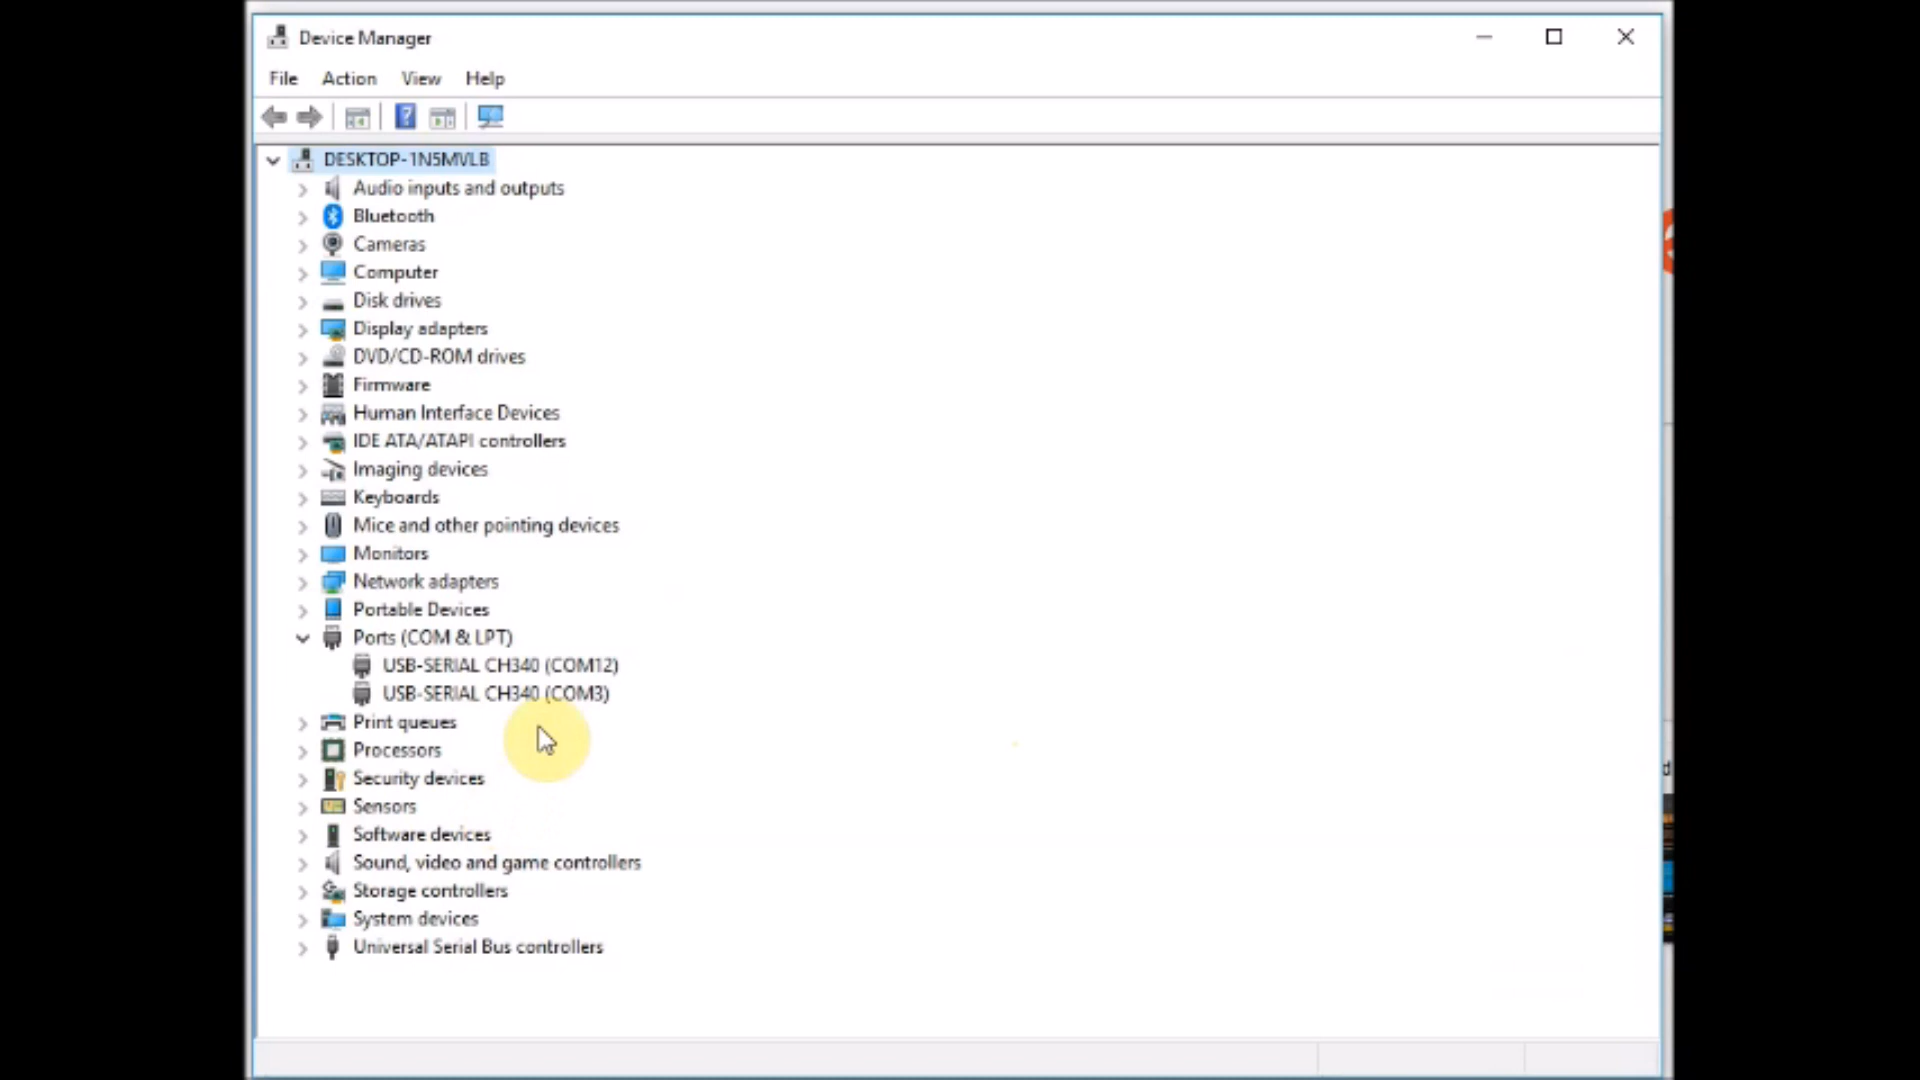 Device Manager
File Action View Help
DESKTOP-1N5MVLB
Audio inputs and outputs
Bluetooth
Cameras
Computer
Disk drives
Display adapters
DVD/CD-ROM drives
Firmware
Human Interface Devices
IDE ATA/ATAPI controllers
Imaging devices
Keyboards
Mice and other pointing devices
Monitors
Network adapters
Portable Devices
Ports (COM & LPT)
USB-SERIAL CH340 (COM12)
USB-SERIAL CH340 (COM3)
Print queues
Processors
Security devices
Sensors
Software devices
Sound, video and game controllers
Storage controllers
System devices
Universal Serial Bus controllers